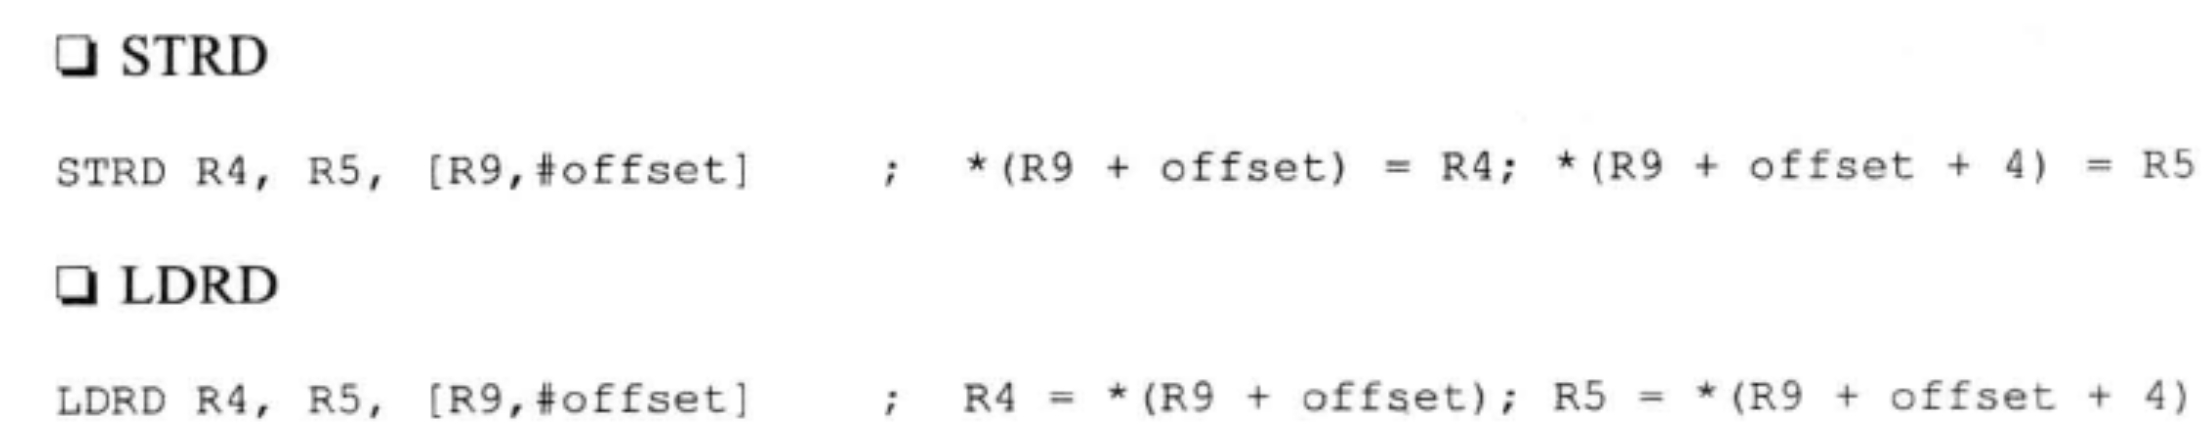 ❏ STRD
STRD R4, R5, [R9,#offset] ; *(R9 + offset) = R4; *(R9 + offset + 4) = R5
❏ LDRD
LDRD R4, R5, [R9,#offset] ; R4 = *(R9 + offset); R5 = *(R9 + offset + 4)